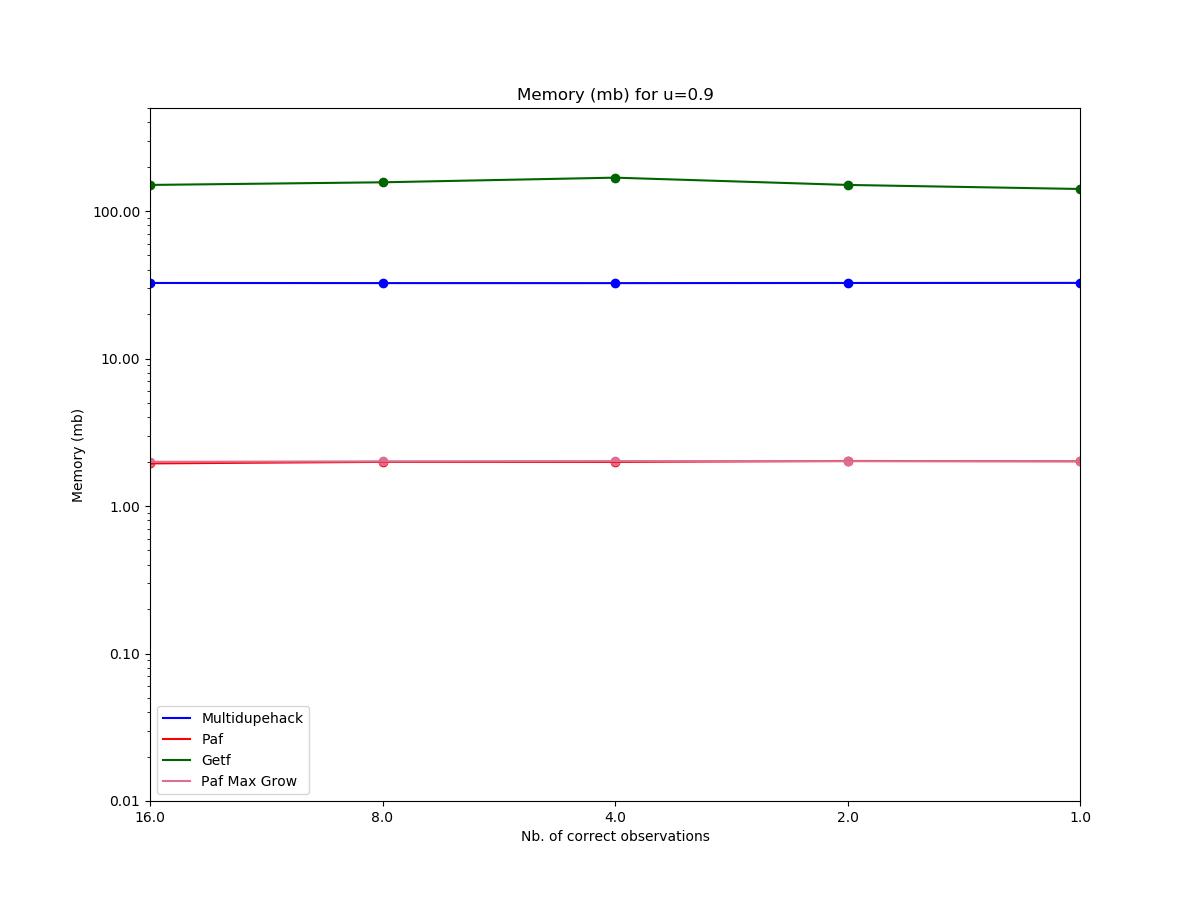 Memory (mb) for u=0.9
100.00
10.00
1.00
0.10
0.01
Memory (mb)
Multidupehack
Paf
Getf
Paf Max Grow
16.0 8.0 4.0 2.0 1.0
Nb. of correct observations